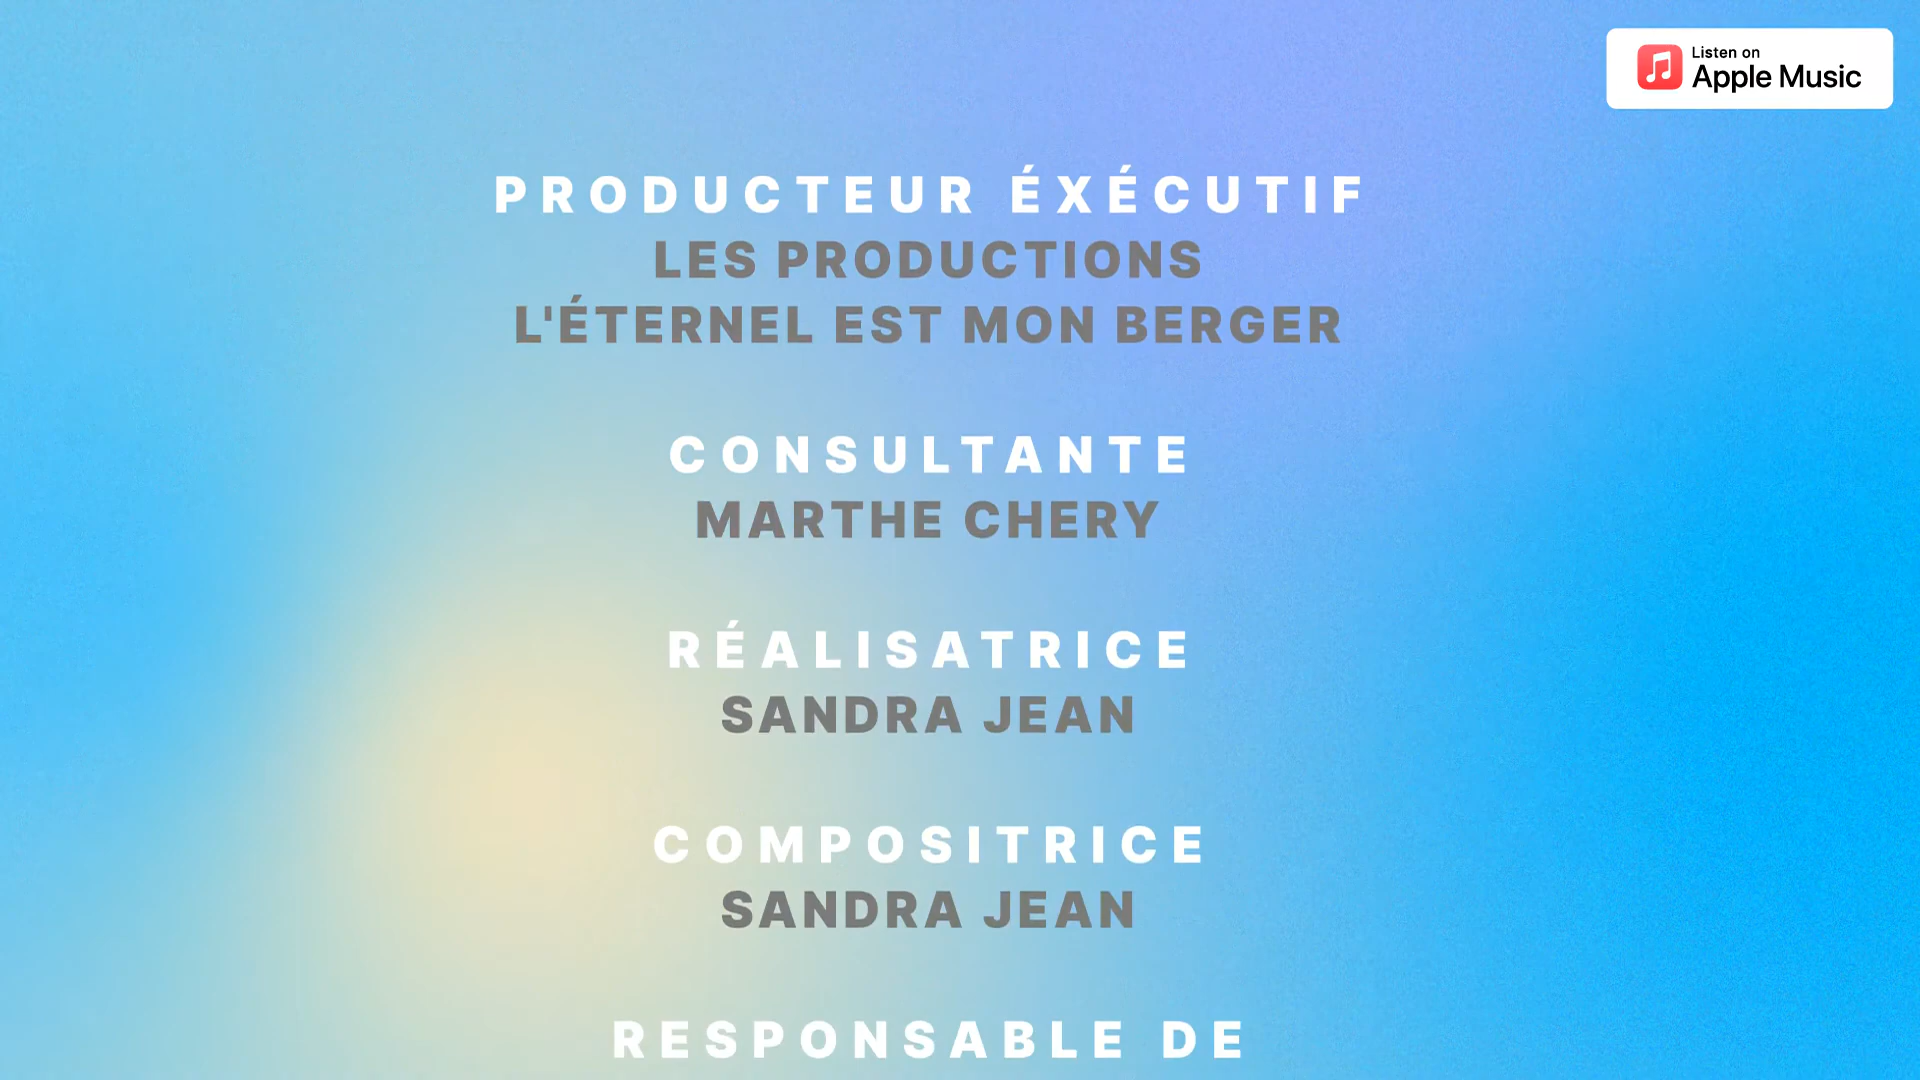 Listen on
Apple Music
PRODUCTEUR ÉXÉCUTIF
LES PRODUCTIONS
L'ÉTERNEL EST MON BERGER
CONSULTANTE
MARTHE CHERY
RÉALISATRICE
SANDRA JEAN
COMPOSITRICE
SANDRA JEAN
RESPONSABLE DE